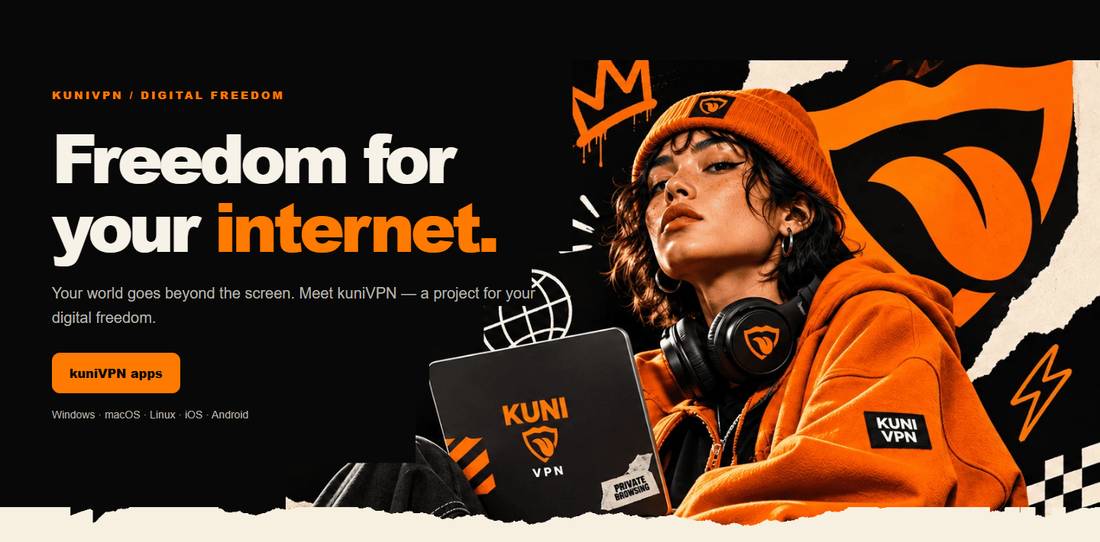 KUNIVPN / DIGITAL FREEDOM
Freedom for
your internet.
Your world goes beyond the screen. Meet kuniVPN — a project for your
digital freedom.
kuniVPN apps
Windows · macOS · Linux · iOS · Android
KUNI
VPN
PRIVATE
BROWSING
KUNI
VPN